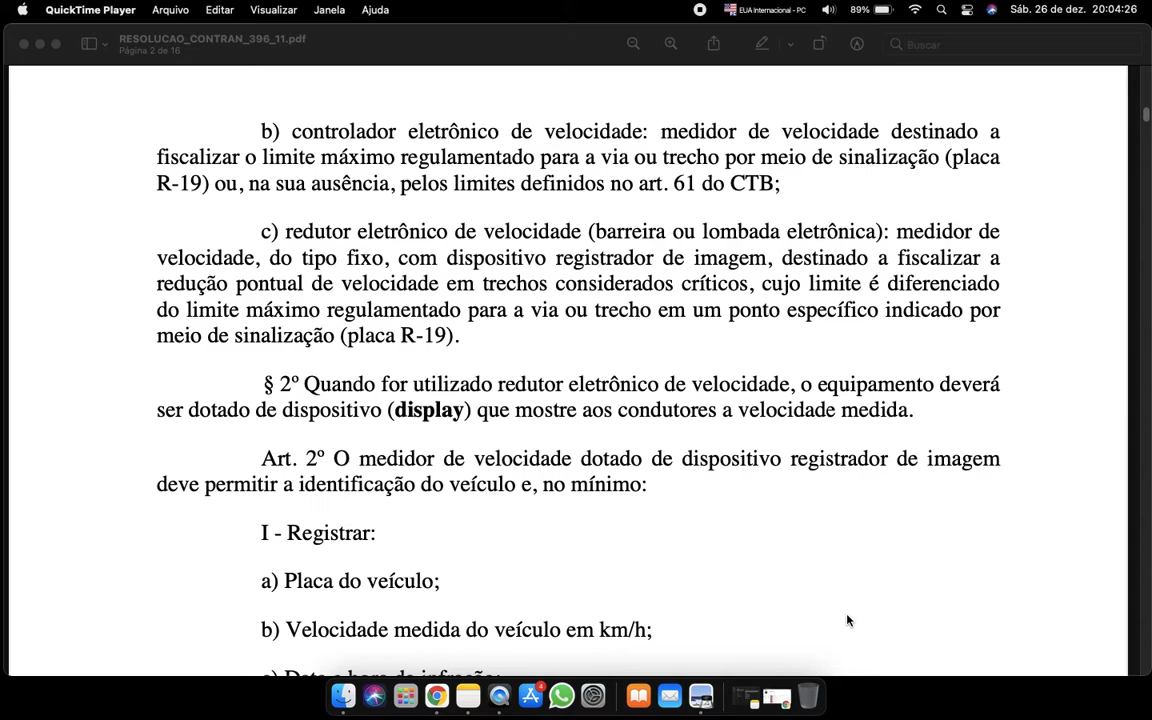 QuickTime Player Arquivo Editar Visualizar Janela Ajuda EUA Internacional - PC 89% Sáb. 26 de dez. 20:04:26
RESOLUCAO_CONTRAN_396_11.pdf
Página 2 de 16
Buscar
b) controlador eletrônico de velocidade: medidor de velocidade destinado a
fiscalizar o limite máximo regulamentado para a via ou trecho por meio de sinalização (placa
R-19) ou, na sua ausência, pelos limites definidos no art. 61 do CTB;
c) redutor eletrônico de velocidade (barreira ou lombada eletrônica): medidor de
velocidade, do tipo fixo, com dispositivo registrador de imagem, destinado a fiscalizar a
redução pontual de velocidade em trechos considerados críticos, cujo limite é diferenciado
do limite máximo regulamentado para a via ou trecho em um ponto específico indicado por
meio de sinalização (placa R-19).
§ 2º Quando for utilizado redutor eletrônico de velocidade, o equipamento deverá
ser dotado de dispositivo (display) que mostre aos condutores a velocidade medida.
Art. 2º O medidor de velocidade dotado de dispositivo registrador de imagem
deve permitir a identificação do veículo e, no mínimo:
I - Registrar:
a) Placa do veículo;
b) Velocidade medida do veículo em km/h;
c) Data e hora da infração;
4